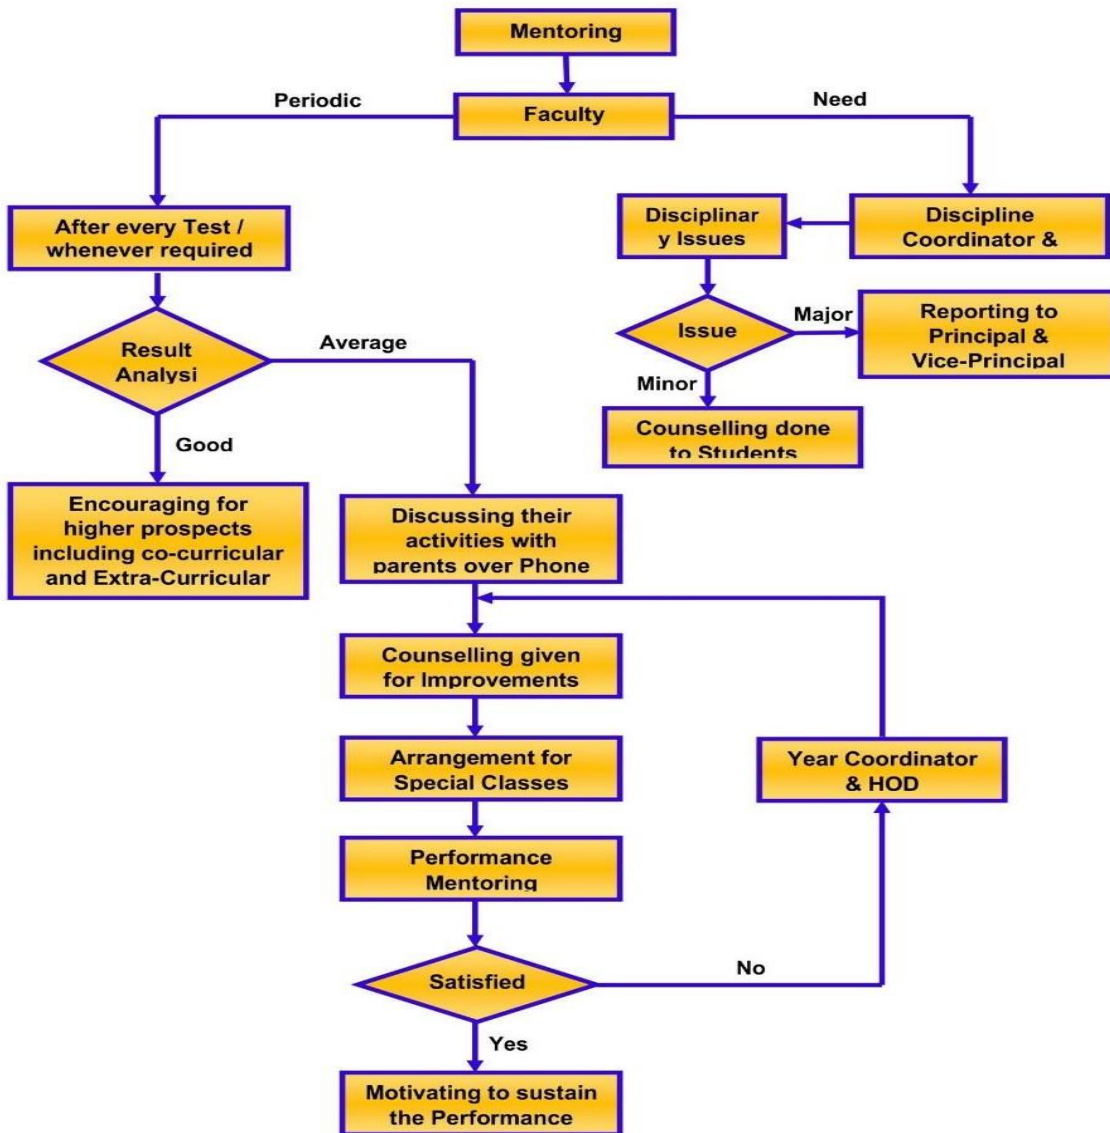 Mentoring
Periodic
Need
Faculty
After every Test /
whenever required
Disciplinar
y Issues
Discipline
Coordinator &
Result
Analysi
Average
Issue
Major
Reporting to
Principal &
Vice-Principal
Minor
Good
Counselling done
to Students
Encouraging for
higher prospects
including co-curricular
and Extra-Curricular
Discussing their
activities with
parents over Phone
Counselling given
for Improvements
Arrangement for
Special Classes
Year Coordinator
& HOD
Performance
Mentoring
Satisfied
No
Yes
Motivating to sustain
the Performance